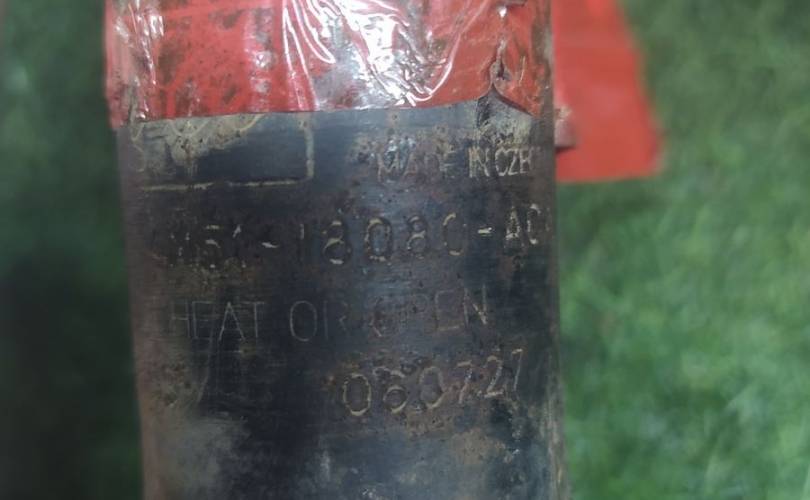 MADE IN CZE
18080-AC
HEAT OR OPEN
060727